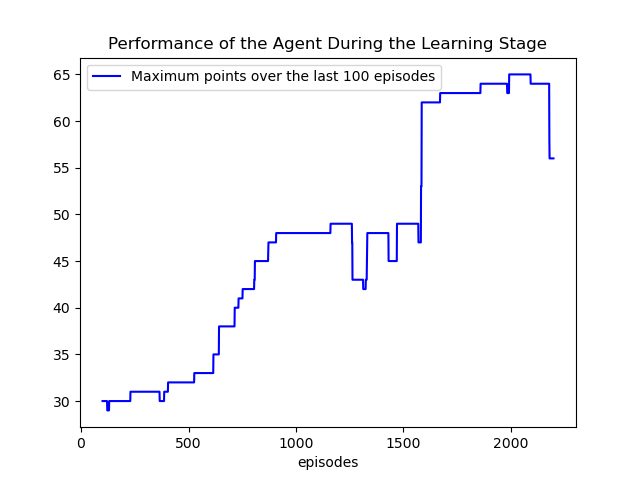 Performance of the Agent During the Learning Stage
Maximum points over the last 100 episodes
65
60
55
50
45
40
35
30
0 500 1000 1500 2000
episodes